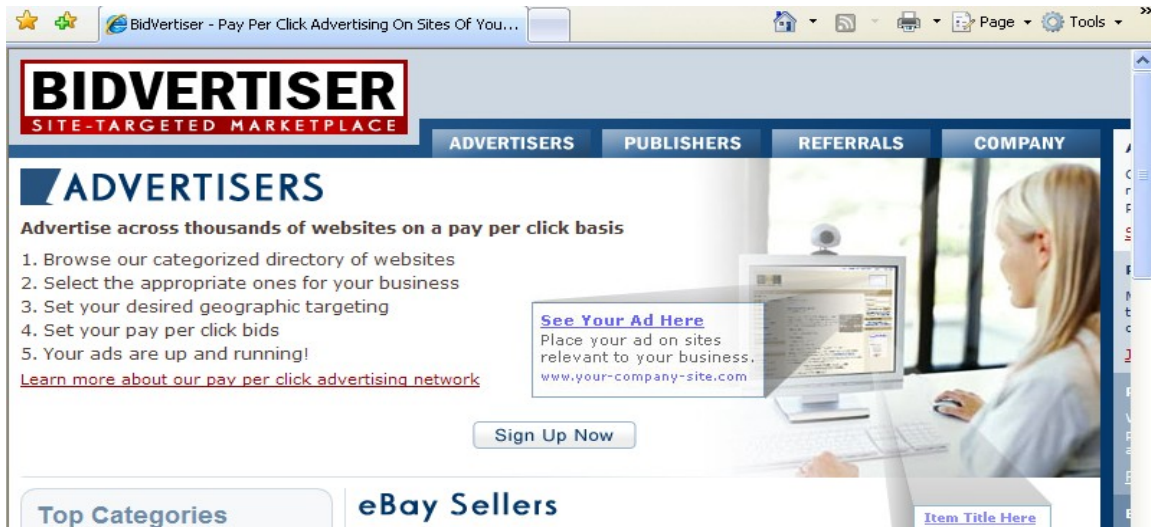 BidVertiser - Pay Per Click Advertising On Sites Of You...
Page
Tools
BIDVERTISER
SITE-TARGETED MARKETPLACE
ADVERTISERS
PUBLISHERS
REFERRALS
COMPANY
ADVERTISERS
Advertise across thousands of websites on a pay per click basis
1. Browse our categorized directory of websites
2. Select the appropriate ones for your business
3. Set your desired geographic targeting
4. Set your pay per click bids
5. Your ads are up and running!
Learn more about our pay per click advertising network
See Your Ad Here
Place your ad on sites
relevant to your business.
www.your-company-site.com
Sign Up Now
Top Categories
eBay Sellers
Item Title Here